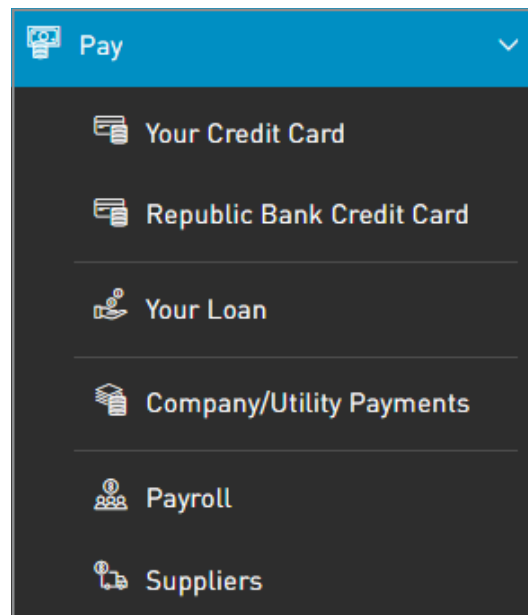 Pay
Your Credit Card
Republic Bank Credit Card
Your Loan
Company/Utility Payments
Payroll
Suppliers